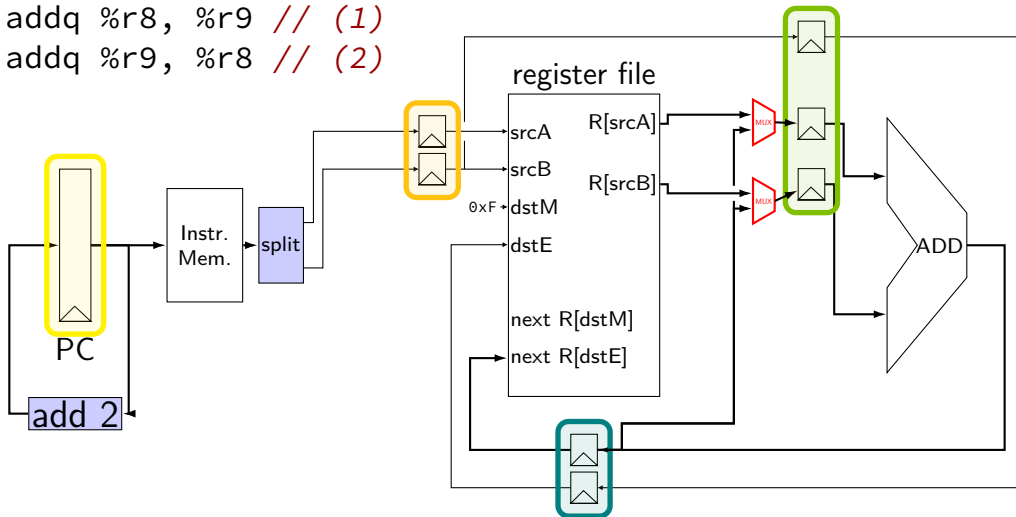 addq %r8, %r9 // (1)
addq %r9, %r8 // (2)
register file
srcA
R[srcA]
MUX
srcB
R[srcB]
MUX
0xF
dstM
Instr.
Mem.
split
dstE
ADD
next R[dstM]
PC
next R[dstE]
add 2